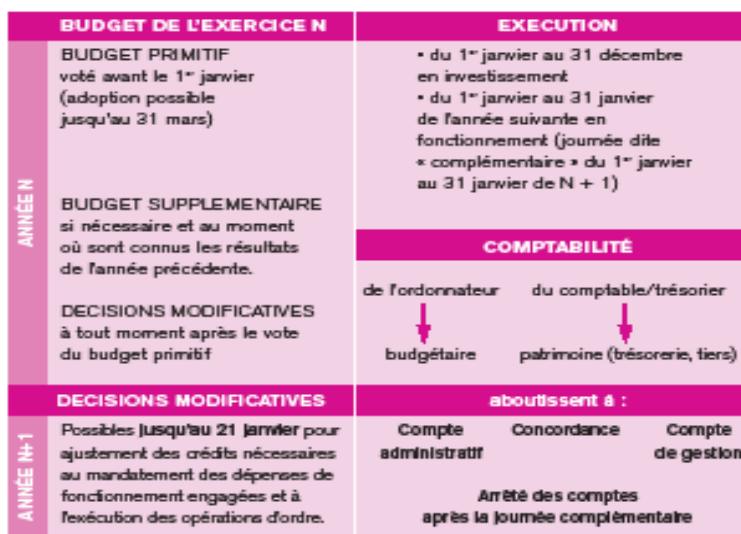 BUDGET DE L'EXERCICE N
BUDGET PRIMITIF
voté avant le 1er janvier
(adoption possible
jusqu'au 31 mars)
BUDGET SUPPLEMENTAIRE
si nécessaire et au moment
où sont connus les résultats
de l'année précédente.
DECISIONS MODIFICATIVES
à tout moment après le vote
du budget primitif
ANNÉE N
EXECUTION
• du 1er janvier au 31 décembre
en investissement
• du 1er janvier au 31 janvier
de l'année suivante en
fonctionnement (journée dite
« complémentaire » du 1er janvier
au 31 janvier de N + 1)
COMPTABILITÉ
de l'ordonnateur
du comptable/trésorier
budgétaire
patrimoine (trésorerie, tiers)
DECISIONS MODIFICATIVES
Possibles jusqu'au 21 janvier pour
ajustement des crédits nécessaires
au mandatement des dépenses de
fonctionnement engagées et à
l'exécution des opérations d'ordre.
ANNÉE N+1
aboutissent à :
Compte
administratif
Concordance
Compte
de gestion
Arrêté des comptes
après la journée complémentaire